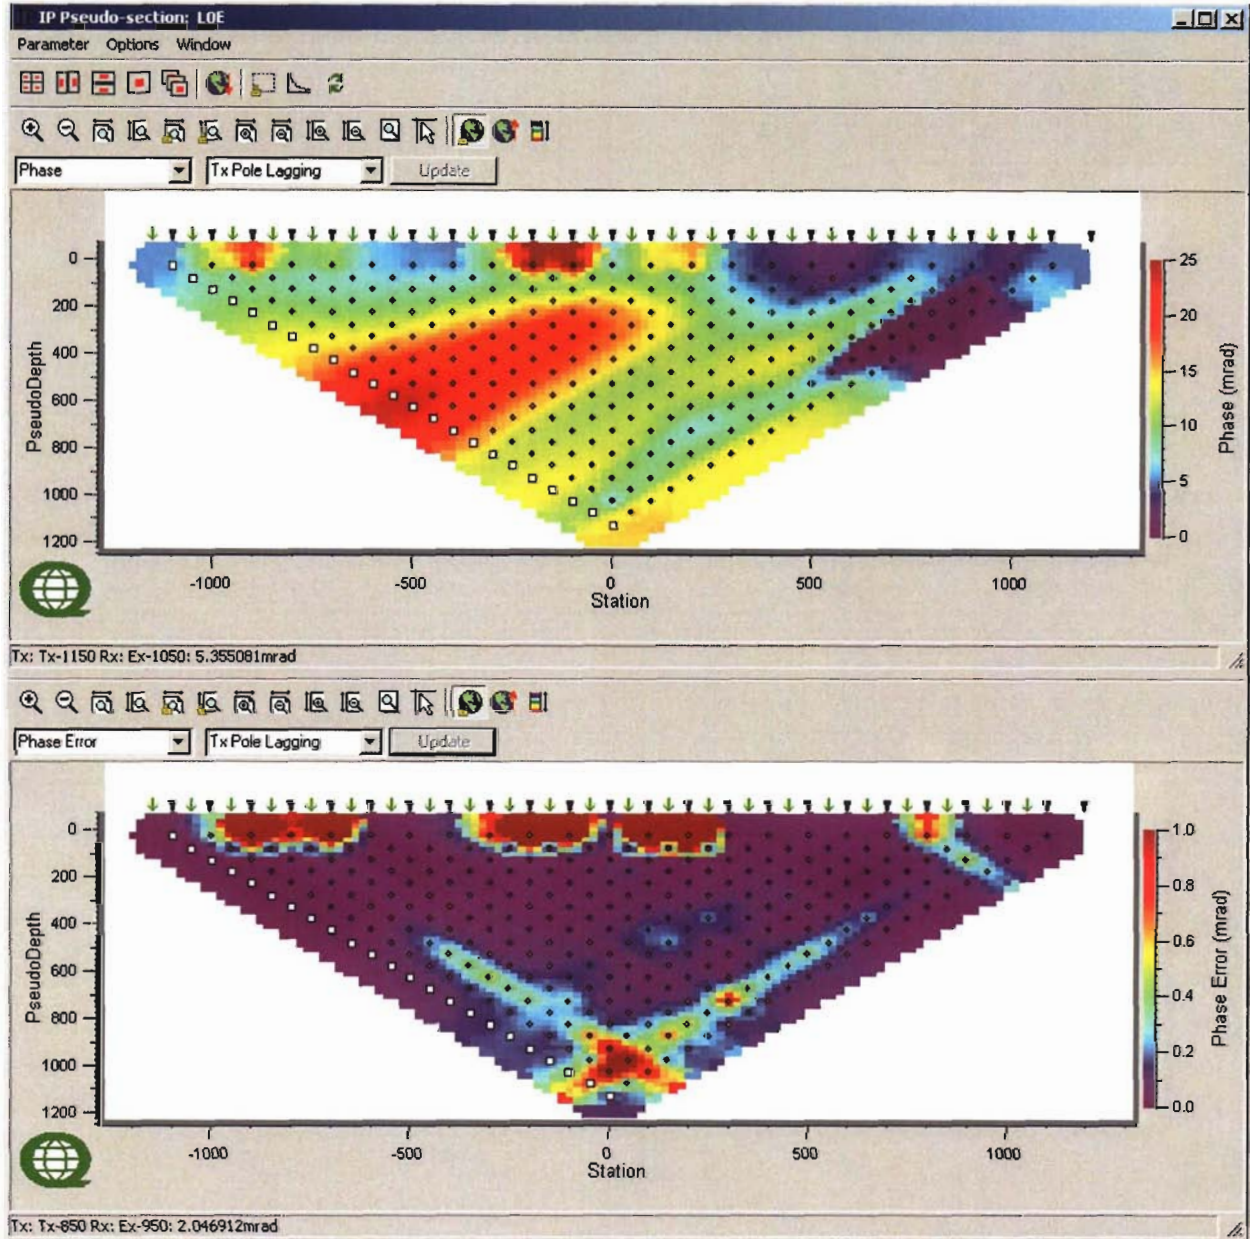 IP Pseudo-section: L0E
Parameter Options Window
Phase Tx Pole Lagging Update
0
200
400
600
800
1000
1200
PseudoDepth
-1000 -500 0 500 1000
Station
25
20
15
10
5
0
Phase (mrad)
Tx: Tx-1150 Rx: Ex-1050: 5.355081mrad
Phase Error Tx Pole Lagging Update
0
200
400
600
800
1000
1200
PseudoDepth
-1000 -500 0 500 1000
Station
1.0
0.8
0.6
0.4
0.2
0.0
Phase Error (mrad)
Tx: Tx-850 Rx: Ex-950: 2.046912mrad